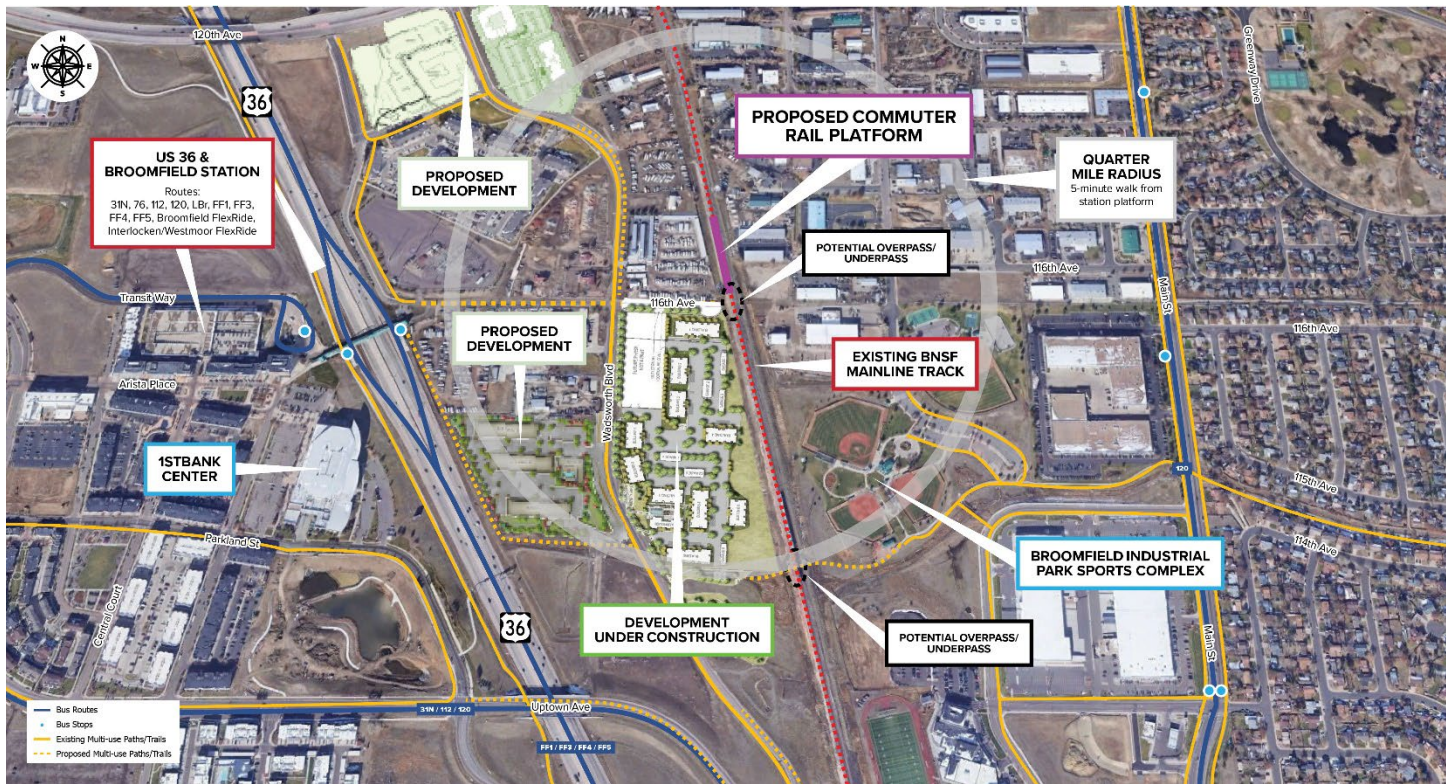 120th Ave
N
W
E
S
36
US 36 &
BROOMFIELD STATION
Routes:
31N, 76, 112, 120, LBr, FF1, FF3,
FF4, FF5, Broomfield FlexRide,
Interlocken/Westmoor FlexRide
PROPOSED
DEVELOPMENT
PROPOSED COMMUTER
RAIL PLATFORM
QUARTER
MILE RADIUS
5-minute walk from
station platform
Greenway Drive
POTENTIAL OVERPASS/
UNDERPASS
116th Ave
Main St
Transit Way
116th Ave
116th Ave
PROPOSED
DEVELOPMENT
Wadsworth Blvd
EXISTING BNSF
MAINLINE TRACK
Arista Place
1STBANK
CENTER
120
115th Ave
114th Ave
Parkland St
Central Court
BROOMFIELD INDUSTRIAL
PARK SPORTS COMPLEX
36
DEVELOPMENT
UNDER CONSTRUCTION
POTENTIAL OVERPASS/
UNDERPASS
Main St
Uptown Ave
31N / 112 / 120
FF1 / FF3 / FF4 / FF5
Bus Routes
Bus Stops
Existing Multi-use Paths/Trails
Proposed Multi-use Paths/Trails